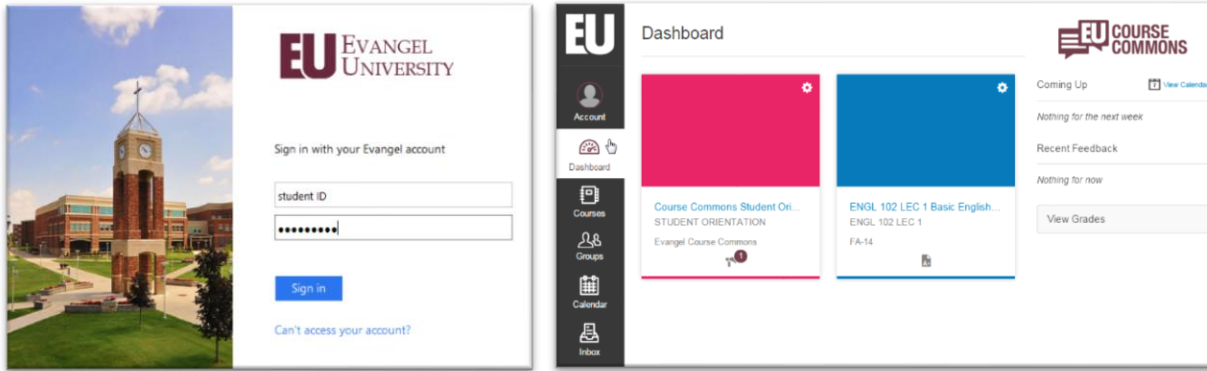 EU EVANGEL
UNIVERSITY
Sign in with your Evangel account
student ID
•••••••••
Sign in
Can't access your account?
EU
Account
Dashboard
Courses
Groups
Calendar
Inbox
Dashboard
Course Commons Student Ori...
STUDENT ORIENTATION
Evangel Course Commons
1
ENGL 102 LEC 1 Basic English...
ENGL 102 LEC 1
FA-14
EU COURSE
COMMONS
Coming Up
7 View Calendar
Nothing for the next week
Recent Feedback
Nothing for now
View Grades